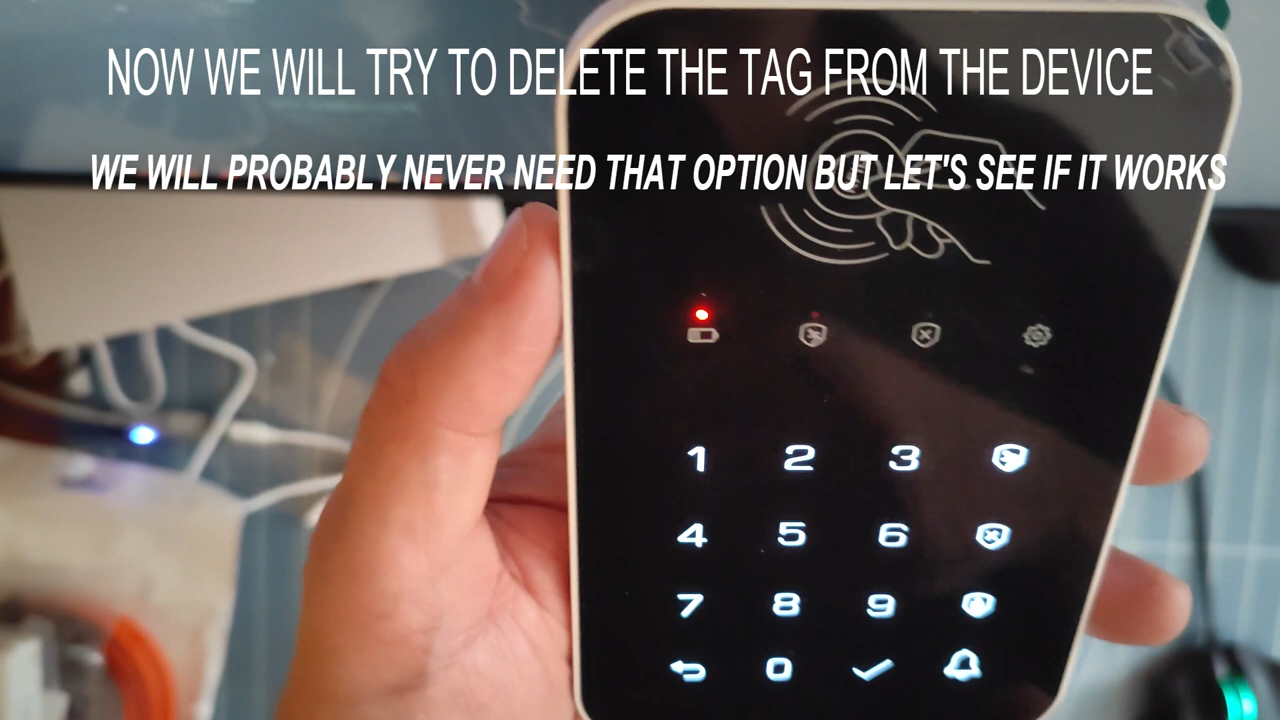 NOW WE WILL TRY TO DELETE THE TAG FROM THE DEVICE
WE WILL PROBABLY NEVER NEED THAT OPTION BUT LET'S SEE IF IT WORKS
1 2 3
4 5 6
7 8 9
0